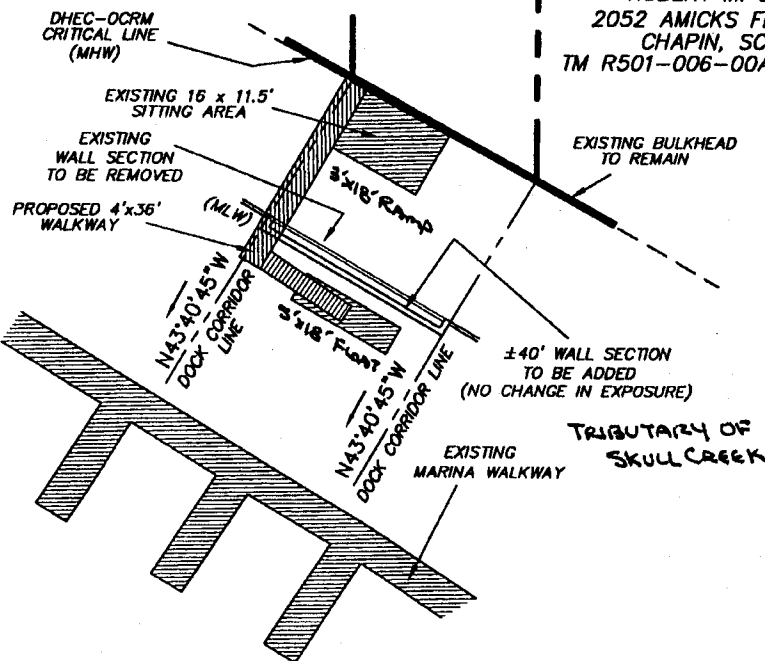 DHEC-OCRM
CRITICAL LINE
(MHW)
2052 AMICKS
CHAPIN, SC
TM R501-006-00A
EXISTING 16 x 11.5'
SITTING AREA
EXISTING
WALL SECTION
TO BE REMOVED
EXISTING BULKHEAD
TO REMAIN
3'x18' RAMP
PROPOSED 4'x36'
WALKWAY
(MLW)
N43°40'45"W
DOCK CORRIDOR
LINE
3'x18' FLOAT
N43°40'45"W
DOCK CORRIDOR LINE
±40' WALL SECTION
TO BE ADDED
(NO CHANGE IN EXPOSURE)
TRIBUTARY OF
SKULL CREEK
EXISTING
MARINA WALKWAY